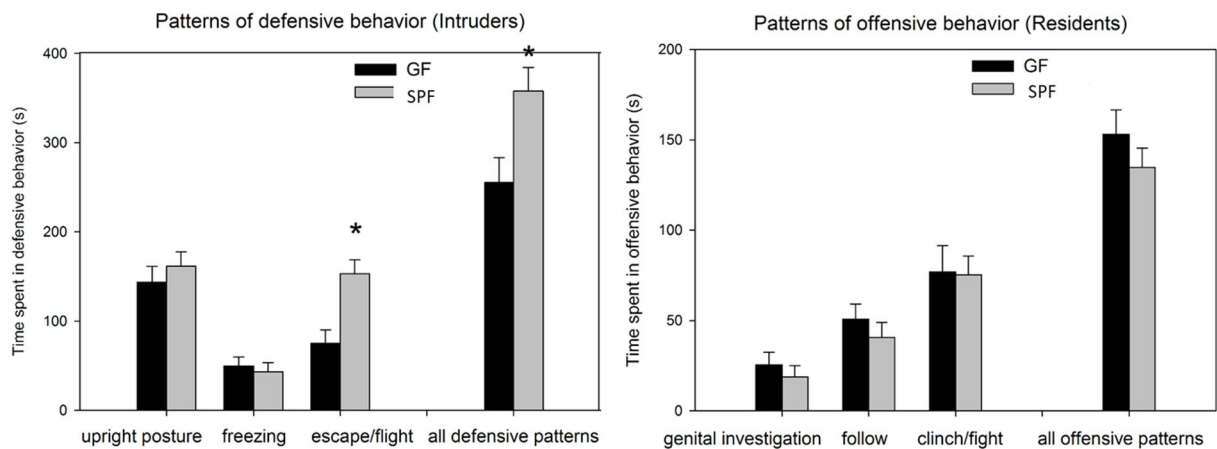 Patterns of defensive behavior (Intruders)
Time spent in defensive behavior (s)
400
300
200
100
0
GF
SPF
*
*
upright posture freezing escape/flight all defensive patterns
Patterns of offensive behavior (Residents)
Time spent in offensive behavior (s)
200
150
100
50
0
GF
SPF
genital investigation follow clinch/fight all offensive patterns